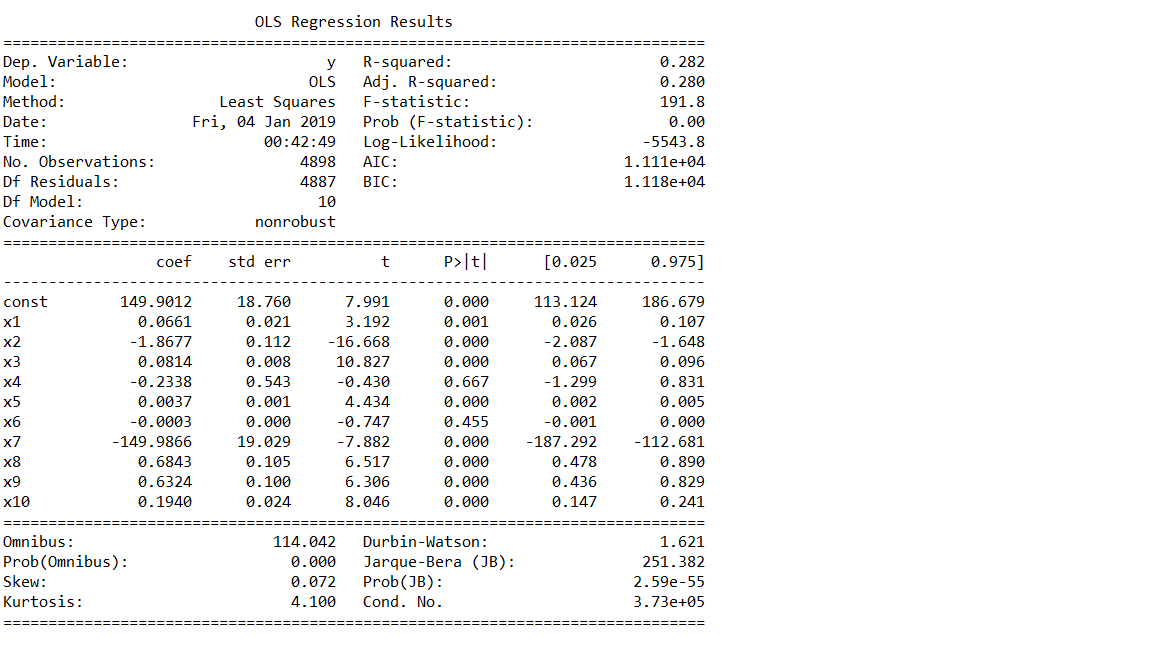 OLS Regression Results
==============================================================================
Dep. Variable:                      y   R-squared:                       0.282
Model:                            OLS   Adj. R-squared:                  0.280
Method:                 Least Squares   F-statistic:                     191.8
Date:                Fri, 04 Jan 2019   Prob (F-statistic):               0.00
Time:                        00:42:49   Log-Likelihood:                -5543.8
No. Observations:                4898   AIC:                         1.111e+04
Df Residuals:                    4887   BIC:                         1.118e+04
Df Model:                          10
Covariance Type:            nonrobust
==============================================================================
                 coef    std err          t      P>|t|      [0.025      0.975]
------------------------------------------------------------------------------
const        149.9012     18.760      7.991      0.000     113.124     186.679
x1             0.0661      0.021      3.192      0.001       0.026       0.107
x2            -1.8677      0.112    -16.668      0.000      -2.087      -1.648
x3             0.0814      0.008     10.827      0.000       0.067       0.096
x4            -0.2338      0.543     -0.430      0.667      -1.299       0.831
x5             0.0037      0.001      4.434      0.000       0.002       0.005
x6            -0.0003      0.000     -0.747      0.455      -0.001       0.000
x7          -149.9866     19.029     -7.882      0.000    -187.292    -112.681
x8             0.6843      0.105      6.517      0.000       0.478       0.890
x9             0.6324      0.100      6.306      0.000       0.436       0.829
x10            0.1940      0.024      8.046      0.000       0.147       0.241
==============================================================================
Omnibus:                      114.042   Durbin-Watson:                   1.621
Prob(Omnibus):                  0.000   Jarque-Bera (JB):              251.382
Skew:                           0.072   Prob(JB):                     2.59e-55
Kurtosis:                       4.100   Cond. No.                     3.73e+05
==============================================================================